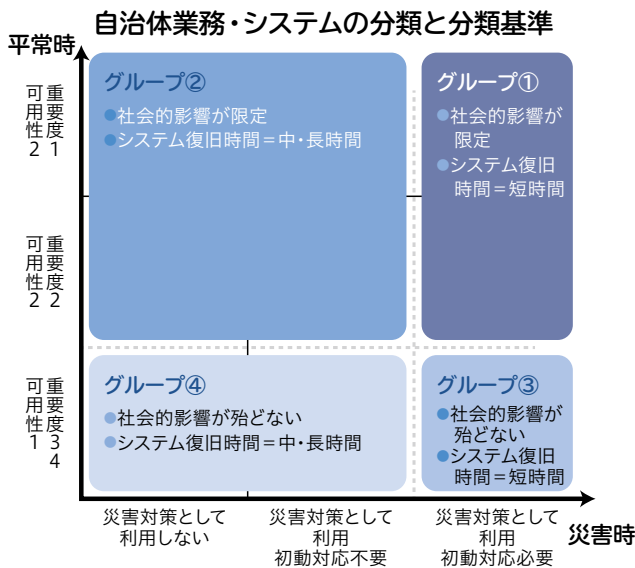 自治体業務・システムの分類と分類基準
平常時
グループ②
●社会的影響が限定
●システム復旧時間＝中・長時間
グループ①
●社会的影響が
限定
●システム復旧
時間＝短時間
重要度1
可用性2
重要度2
可用性2
重要度34
可用性1
グループ④
●社会的影響が殆どない
●システム復旧時間＝中・長時間
グループ③
●社会的影響が
殆どない
●システム復旧
時間＝短時間
災害対策として
利用しない
災害対策として
利用
初動対応不要
災害対策として
利用
初動対応必要
災害時